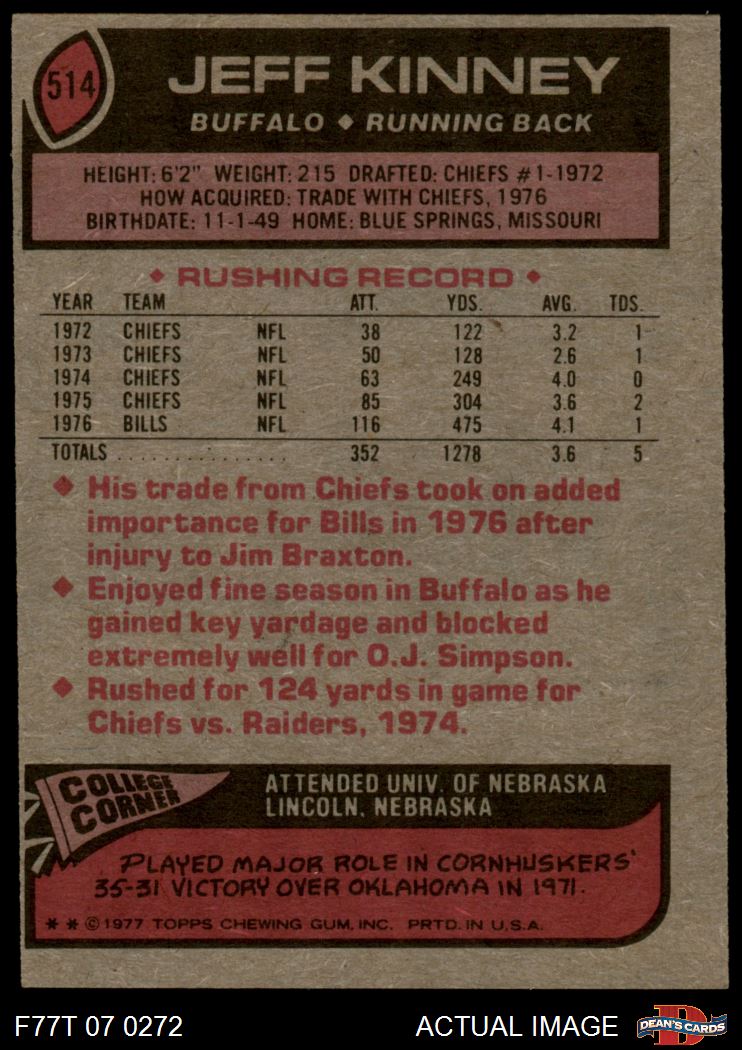 514
JEFF KINNEY
BUFFALO ◆ RUNNING BACK
HEIGHT: 6'2" WEIGHT: 215 DRAFTED: CHIEFS #1-1972
HOW ACQUIRED: TRADE WITH CHIEFS, 1976
BIRTHDATE: 11-1-49 HOME: BLUE SPRINGS, MISSOURI
◆ RUSHING RECORD ◆
YEAR TEAM ATT. YDS. AVG. TDS.
1972 CHIEFS NFL 38 122 3.2 1
1973 CHIEFS NFL 50 128 2.6 1
1974 CHIEFS NFL 63 249 4.0 0
1975 CHIEFS NFL 85 304 3.6 2
1976 BILLS NFL 116 475 4.1 1
TOTALS . . . . . . . . . . . . . . . 352 1278 3.6 5
◆ His trade from Chiefs took on added
importance for Bills in 1976 after
injury to Jim Braxton.
◆ Enjoyed fine season in Buffalo as he
gained key yardage and blocked
extremely well for O.J. Simpson.
◆ Rushed for 124 yards in game for
Chiefs vs. Raiders, 1974.
COLLEGE
CORNER
ATTENDED UNIV. OF NEBRASKA
LINCOLN, NEBRASKA
PLAYED MAJOR ROLE IN CORNHUSKERS'
35-31 VICTORY OVER OKLAHOMA IN 1971.
* * © 1977 TOPPS CHEWING GUM, INC. PRTD. IN U.S.A.
F77T 07 0272 ACTUAL IMAGE
DEAN'S CARDS